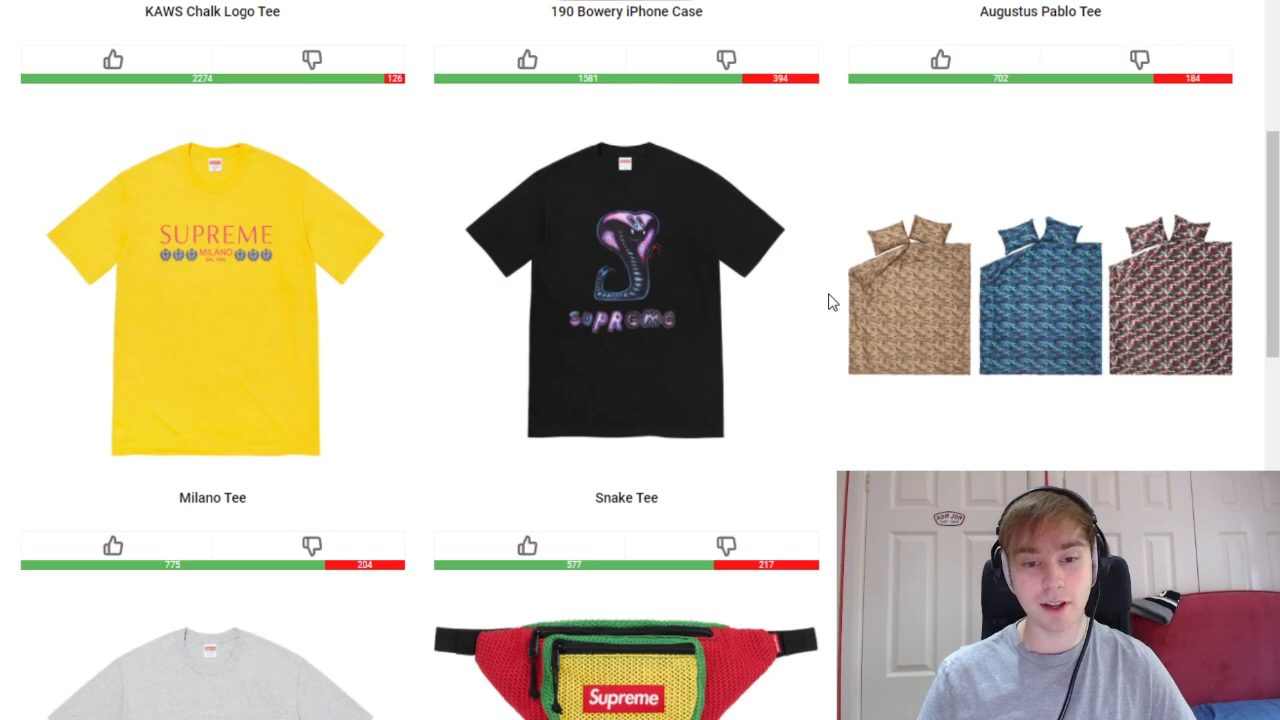 KAWS Chalk Logo Tee
190 Bowery iPhone Case
Augustus Pablo Tee
2274
126
1581
394
702
184
SUPREME
MILANO
SUPREME
Milano Tee
Snake Tee
775
204
577
217
Supreme